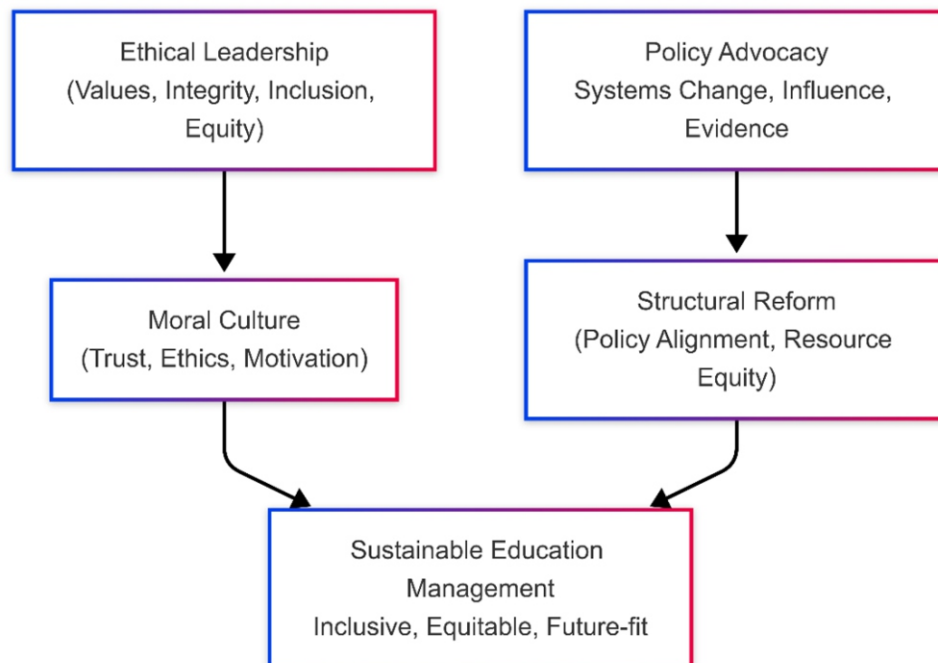 Ethical Leadership
(Values, Integrity, Inclusion,
Equity)
Policy Advocacy
Systems Change, Influence,
Evidence
Moral Culture
(Trust, Ethics, Motivation)
Structural Reform
(Policy Alignment, Resource
Equity)
Sustainable Education
Management
Inclusive, Equitable, Future-fit